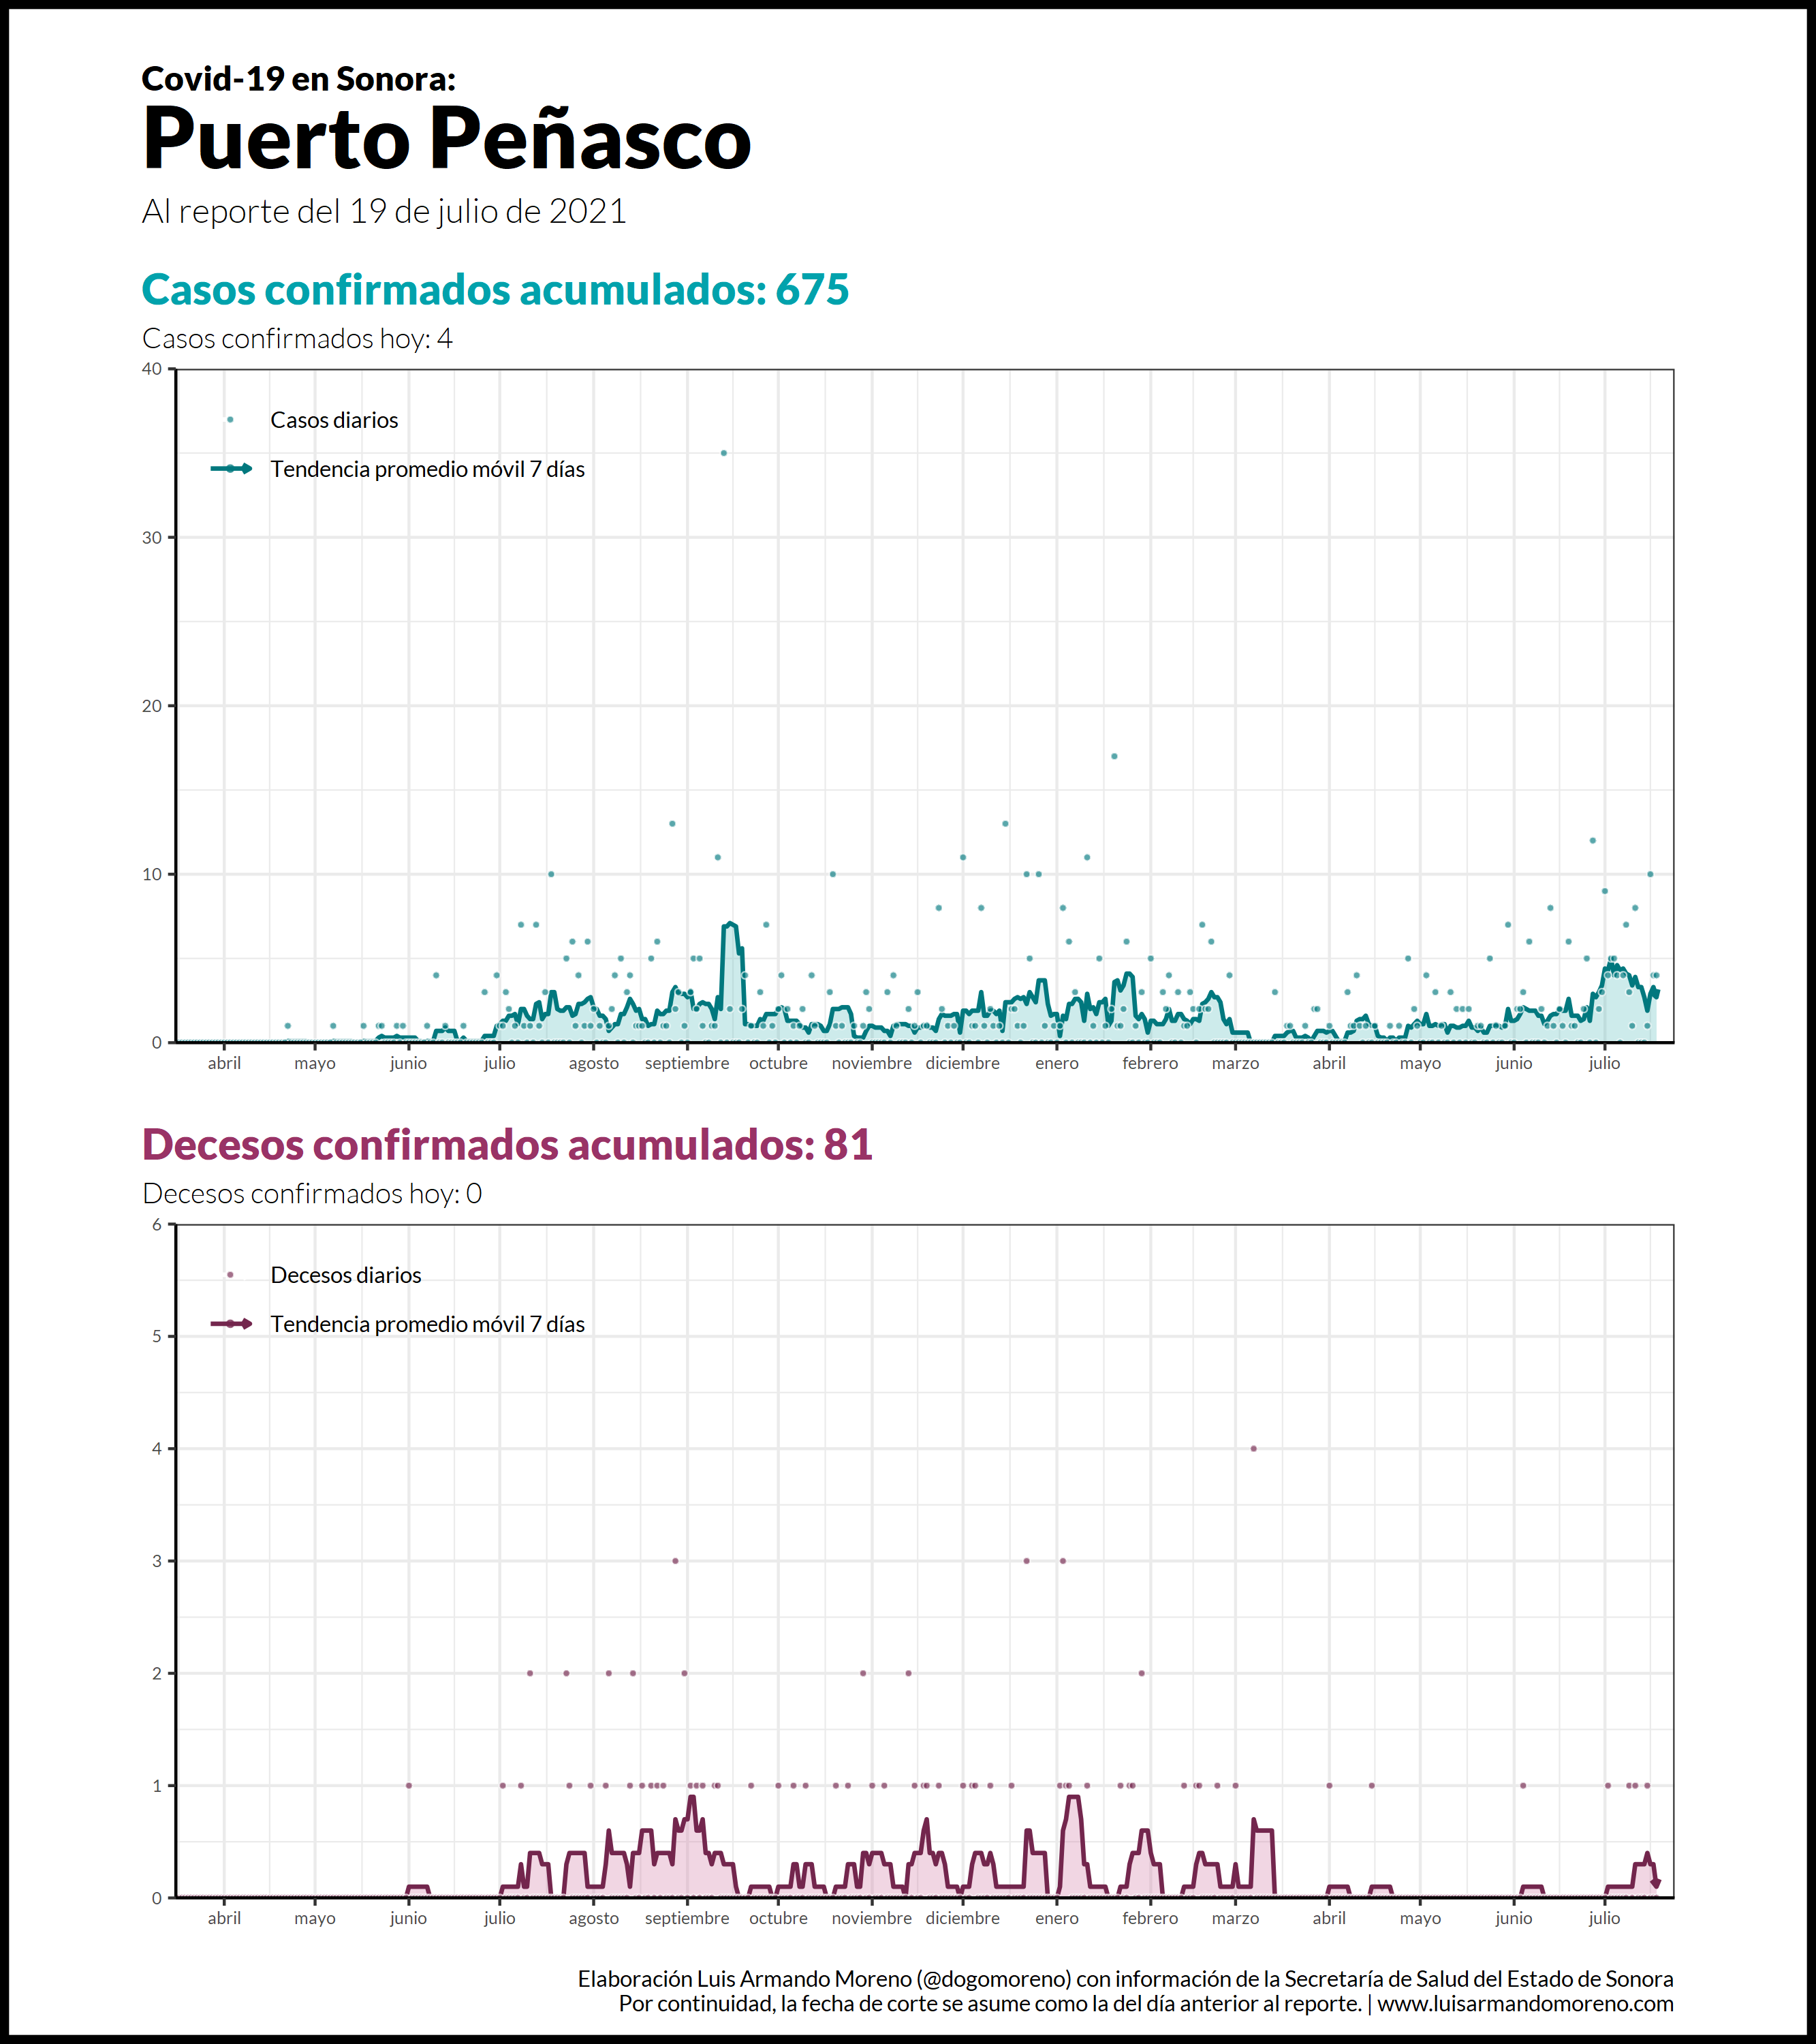 Covid-19 en Sonora:
Puerto Peñasco
Al reporte del 19 de julio de 2021
Casos confirmados acumulados: 675
Casos confirmados hoy: 4
40
30
20
10
0
Casos diarios
Tendencia promedio móvil 7 días
abril mayo junio julio agosto septiembre octubre noviembre diciembre enero febrero marzo abril mayo junio julio
Decesos confirmados acumulados: 81
Decesos confirmados hoy: 0
6
5
4
3
2
1
0
Decesos diarios
Tendencia promedio móvil 7 días
abril mayo junio julio agosto septiembre octubre noviembre diciembre enero febrero marzo abril mayo junio julio
Elaboración Luis Armando Moreno (@dogomoreno) con información de la Secretaría de Salud del Estado de Sonora
Por continuidad, la fecha de corte se asume como la del día anterior al reporte. | www.luisarmandomoreno.com